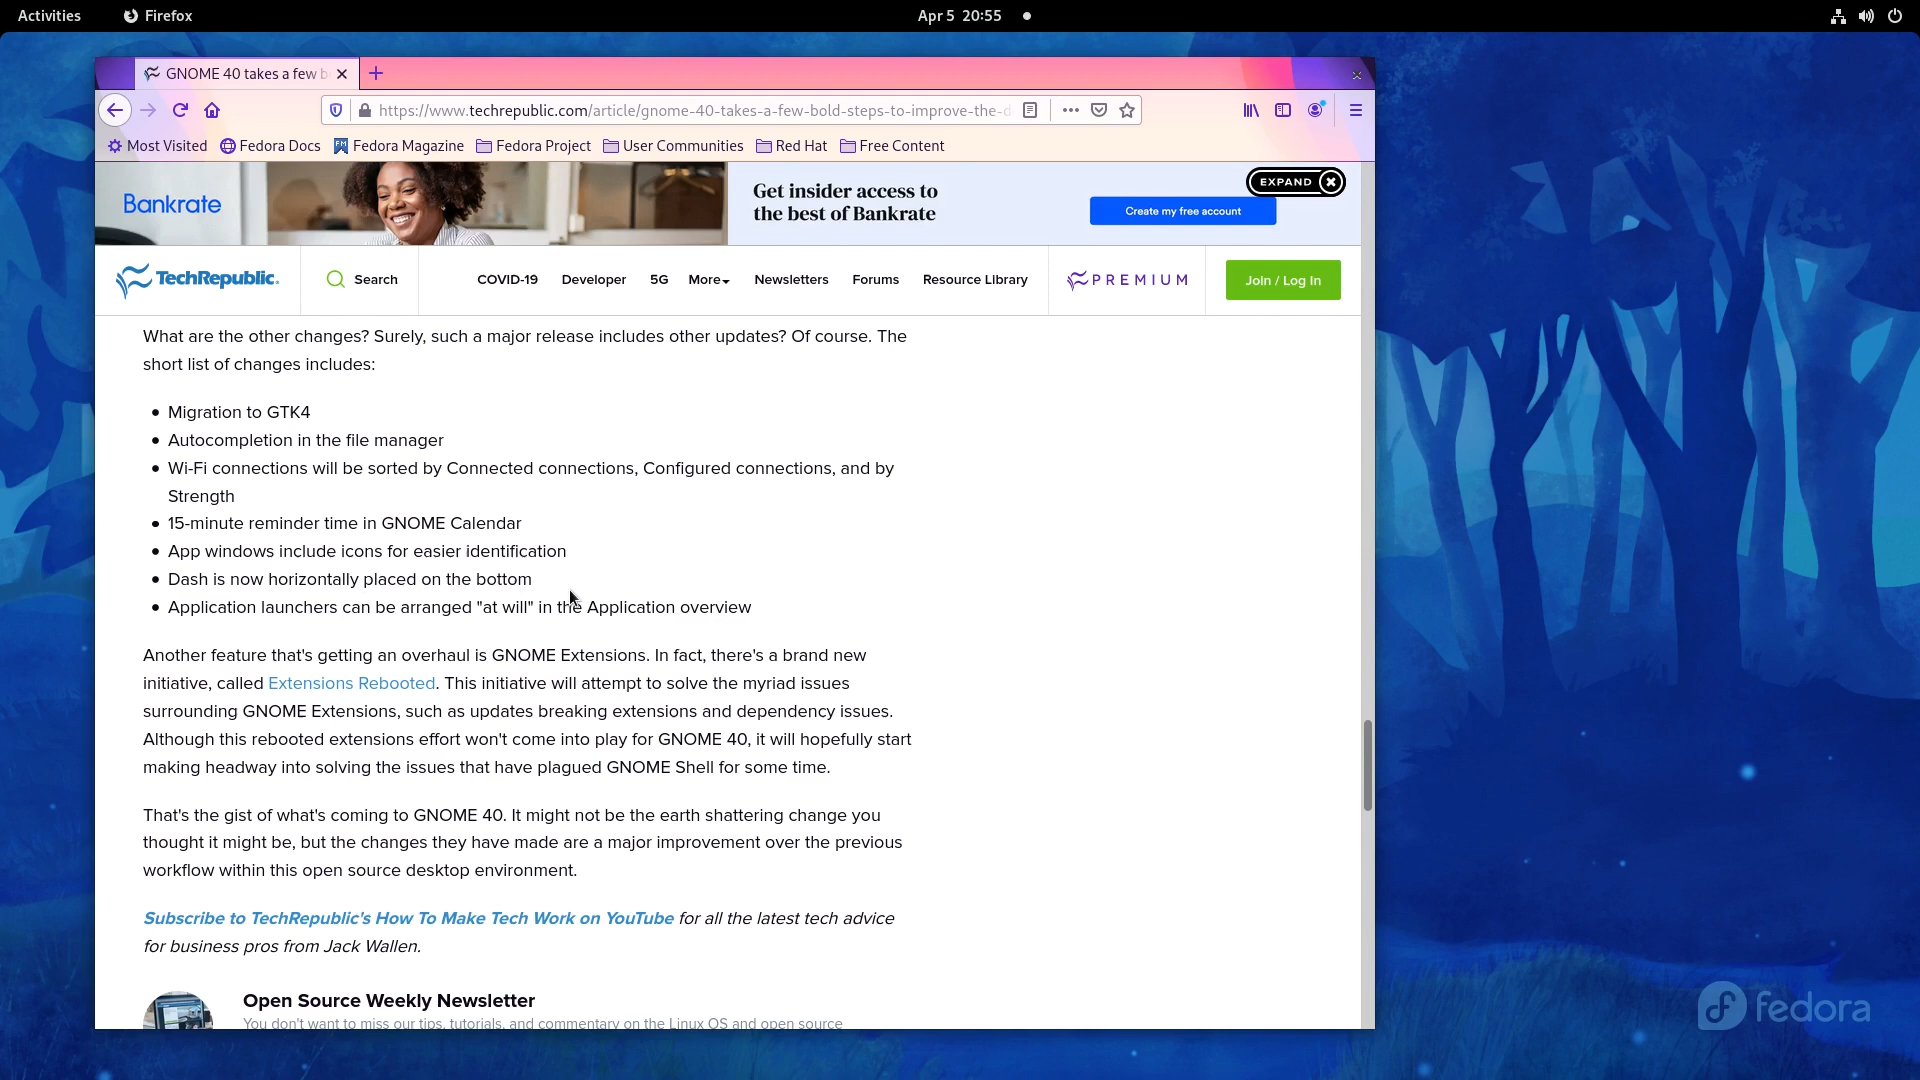 Activities Firefox Apr 5 20:55
GNOME 40 takes a few b
https://www.techrepublic.com/article/gnome-40-takes-a-few-bold-steps-to-improve-the-d
Most Visited Fedora Docs Fedora Magazine Fedora Project User Communities Red Hat Free Content
Bankrate
Get insider access to
the best of Bankrate
EXPAND
Create my free account
TechRepublic. Search COVID-19 Developer 5G More Newsletters Forums Resource Library PREMIUM Join / Log In
What are the other changes? Surely, such a major release includes other updates? Of course. The
short list of changes includes:
• Migration to GTK4
• Autocompletion in the file manager
• Wi-Fi connections will be sorted by Connected connections, Configured connections, and by
Strength
• 15-minute reminder time in GNOME Calendar
• App windows include icons for easier identification
• Dash is now horizontally placed on the bottom
• Application launchers can be arranged "at will" in the Application overview
Another feature that's getting an overhaul is GNOME Extensions. In fact, there's a brand new
initiative, called Extensions Rebooted. This initiative will attempt to solve the myriad issues
surrounding GNOME Extensions, such as updates breaking extensions and dependency issues.
Although this rebooted extensions effort won't come into play for GNOME 40, it will hopefully start
making headway into solving the issues that have plagued GNOME Shell for some time.
That's the gist of what's coming to GNOME 40. It might not be the earth shattering change you
thought it might be, but the changes they have made are a major improvement over the previous
workflow within this open source desktop environment.
Subscribe to TechRepublic's How To Make Tech Work on YouTube for all the latest tech advice
for business pros from Jack Wallen.
Open Source Weekly Newsletter
You don't want to miss our tips, tutorials, and commentary on the Linux OS and open source
fedora